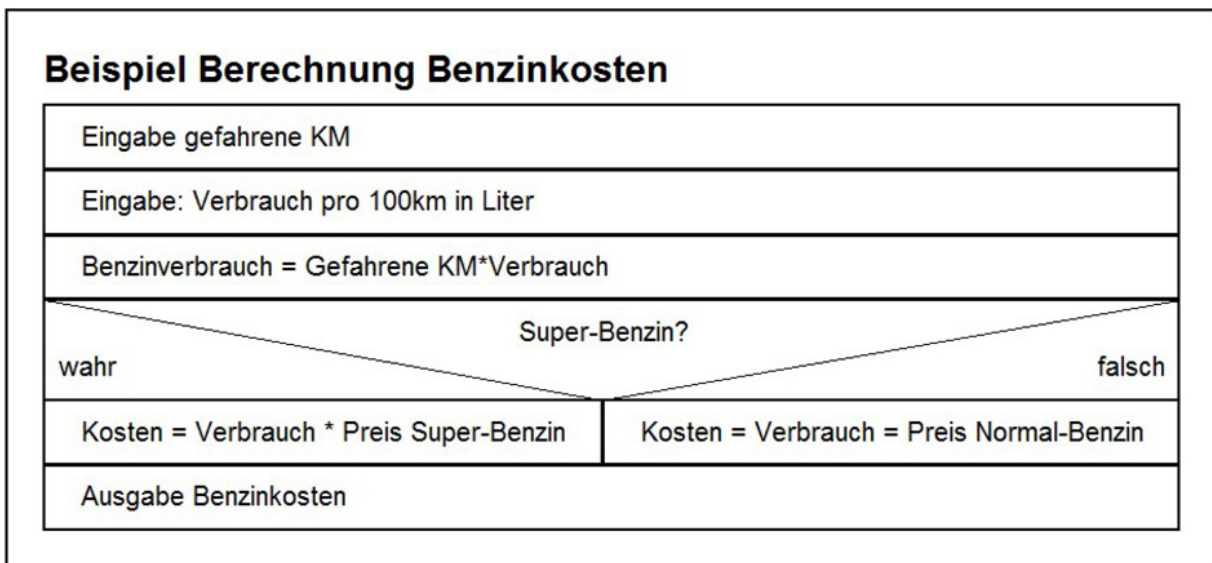 Beispiel Berechnung Benzinkosten
Eingabe gefahrene KM
Eingabe: Verbrauch pro 100km in Liter
Benzinverbrauch = Gefahrene KM*Verbrauch
Super-Benzin?
wahr
falsch
Kosten = Verbrauch * Preis Super-Benzin
Kosten = Verbrauch = Preis Normal-Benzin
Ausgabe Benzinkosten